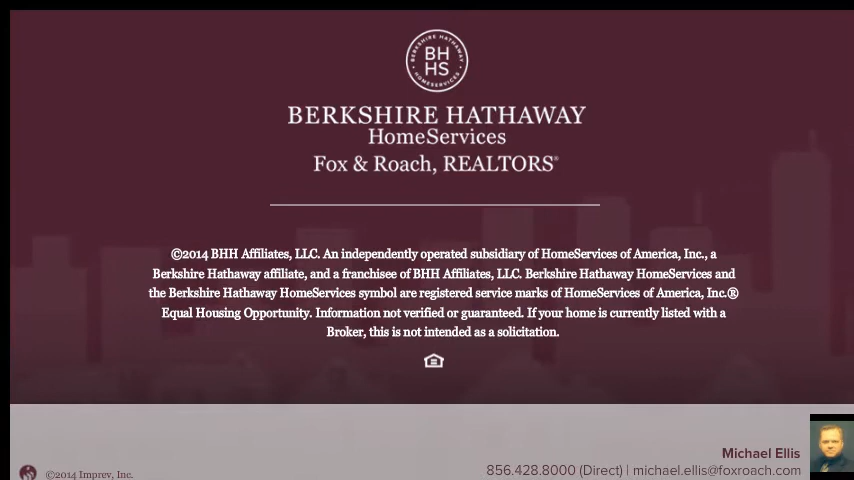 BERKSHIRE HATHAWAY
BH
HS
HOMESERVICES
BERKSHIRE HATHAWAY
HomeServices
Fox & Roach, REALTORS®
©2014 BHH Affiliates, LLC. An independently operated subsidiary of HomeServices of America, Inc., a
Berkshire Hathaway affiliate, and a franchisee of BHH Affiliates, LLC. Berkshire Hathaway HomeServices and
the Berkshire Hathaway HomeServices symbol are registered service marks of HomeServices of America, Inc.®
Equal Housing Opportunity. Information not verified or guaranteed. If your home is currently listed with a
Broker, this is not intended as a solicitation.
Michael Ellis
856.428.8000 (Direct) | michael.ellis@foxroach.com
©2014 Imprev, Inc.